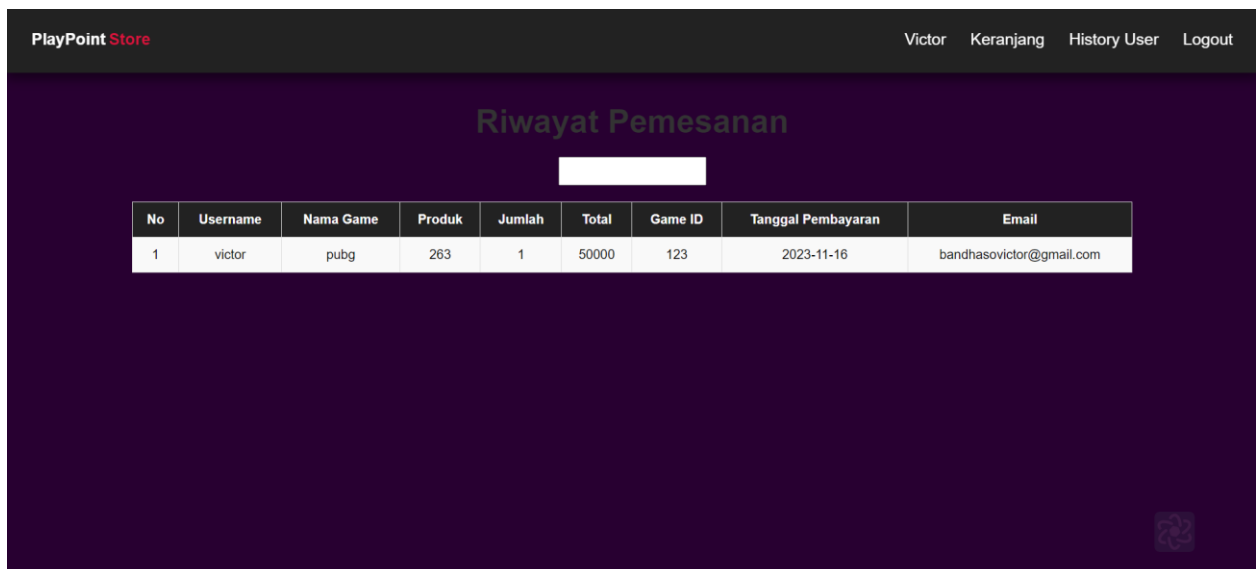 PlayPoint Store Victor Keranjang History User Logout
Riwayat Pemesanan
No Username Nama Game Produk Jumlah Total Game ID Tanggal Pembayaran Email
1 victor pubg 263 1 50000 123 2023-11-16 bandhasovictor@gmail.com